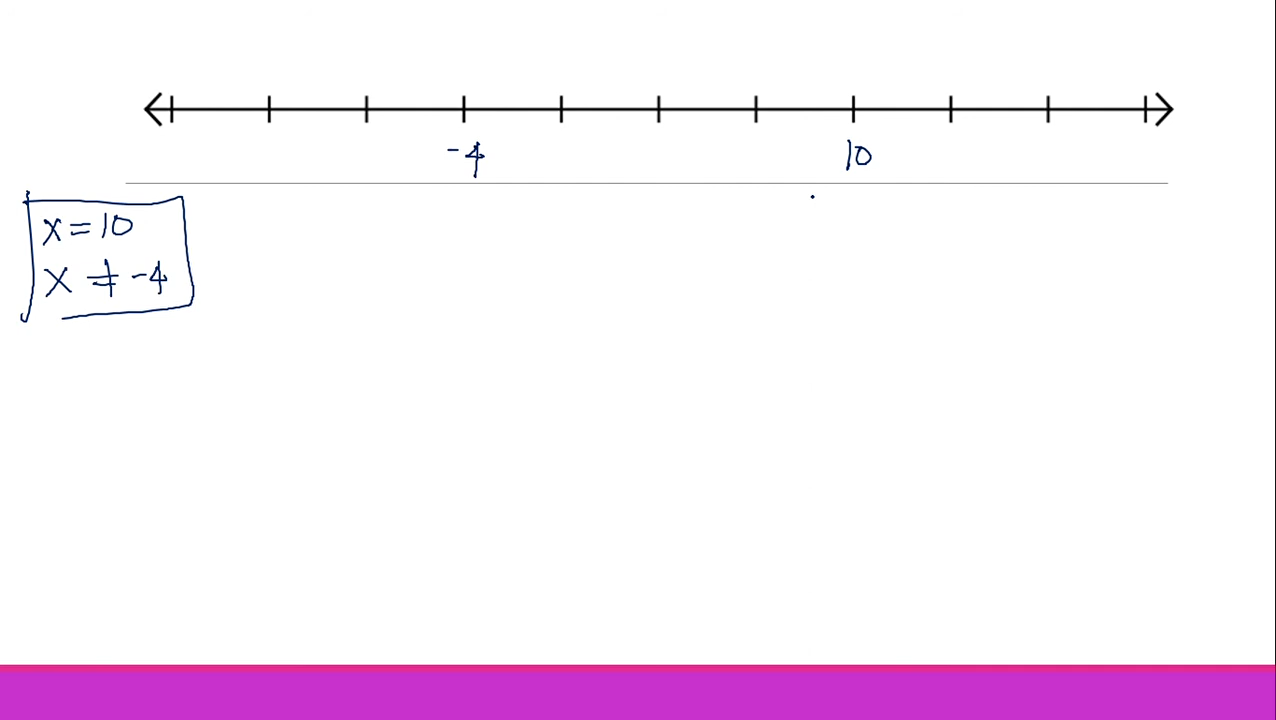 -4 10
x = 10
x ≠ -4